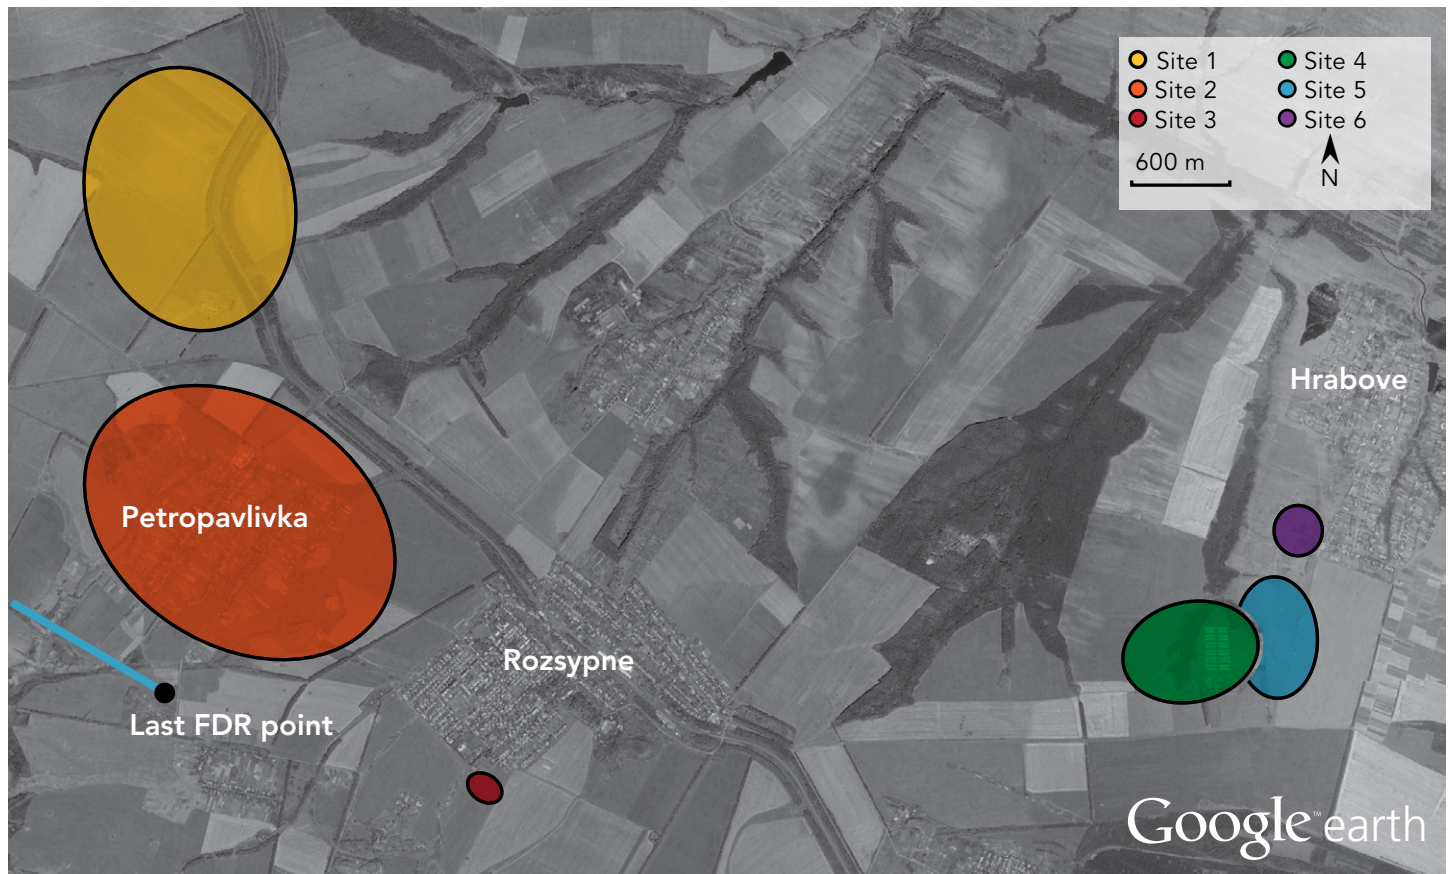 Site 1
Site 2
Site 3
Site 4
Site 5
Site 6
600 m
N
Hrabove
Petropavlivka
Rozsypne
Last FDR point
Google™ earth